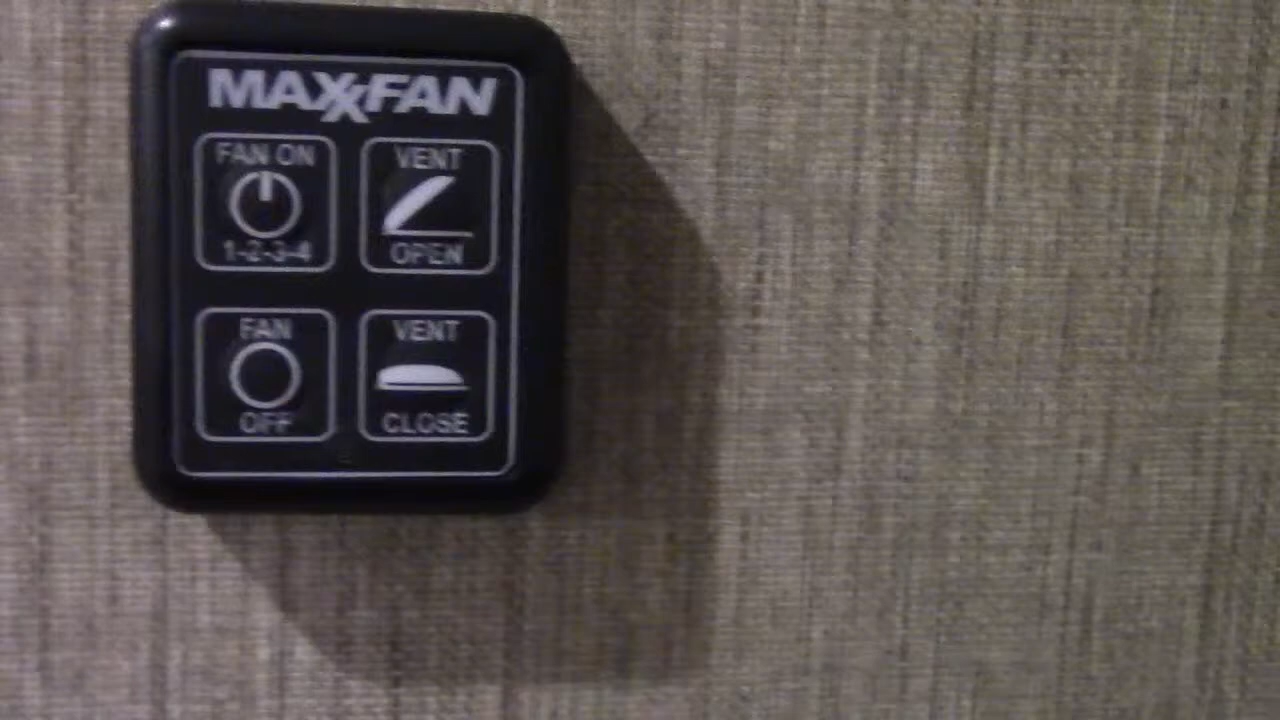 MAXXFAN
FAN ON
1-2-3-4
VENT
OPEN
FAN
OFF
VENT
CLOSE